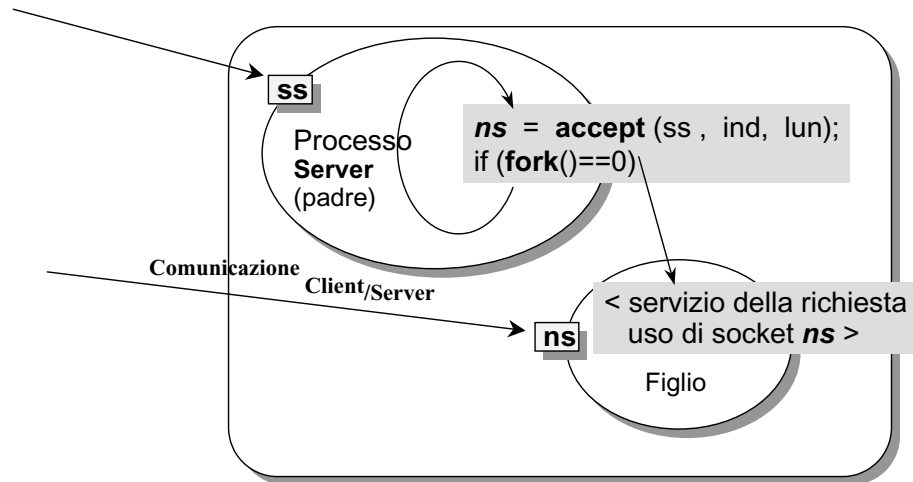 ss
Processo
Server
(padre)
ns = accept (ss , ind, lun);
if (fork()==0)
Comunicazione
Client/Server
ns
< servizio della richiesta
uso di socket ns >
Figlio